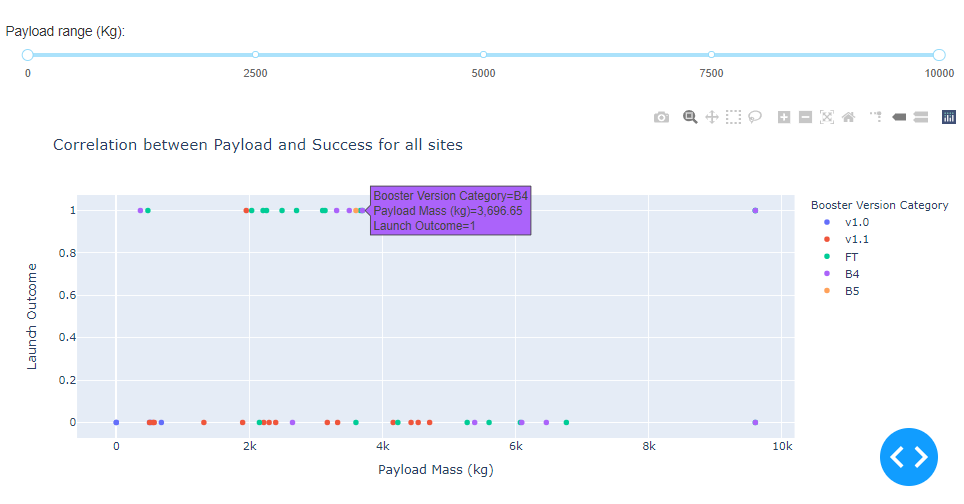 Payload range (Kg):
0 2500 5000 7500 10000
Correlation between Payload and Success for all sites
Booster Version Category=B4
Payload Mass (kg)=3,696.65
Launch Outcome=1
Booster Version Category
v1.0
v1.1
FT
B4
B5
Launch Outcome
1
0.8
0.6
0.4
0.2
0
0 2k 4k 6k 8k 10k
Payload Mass (kg)